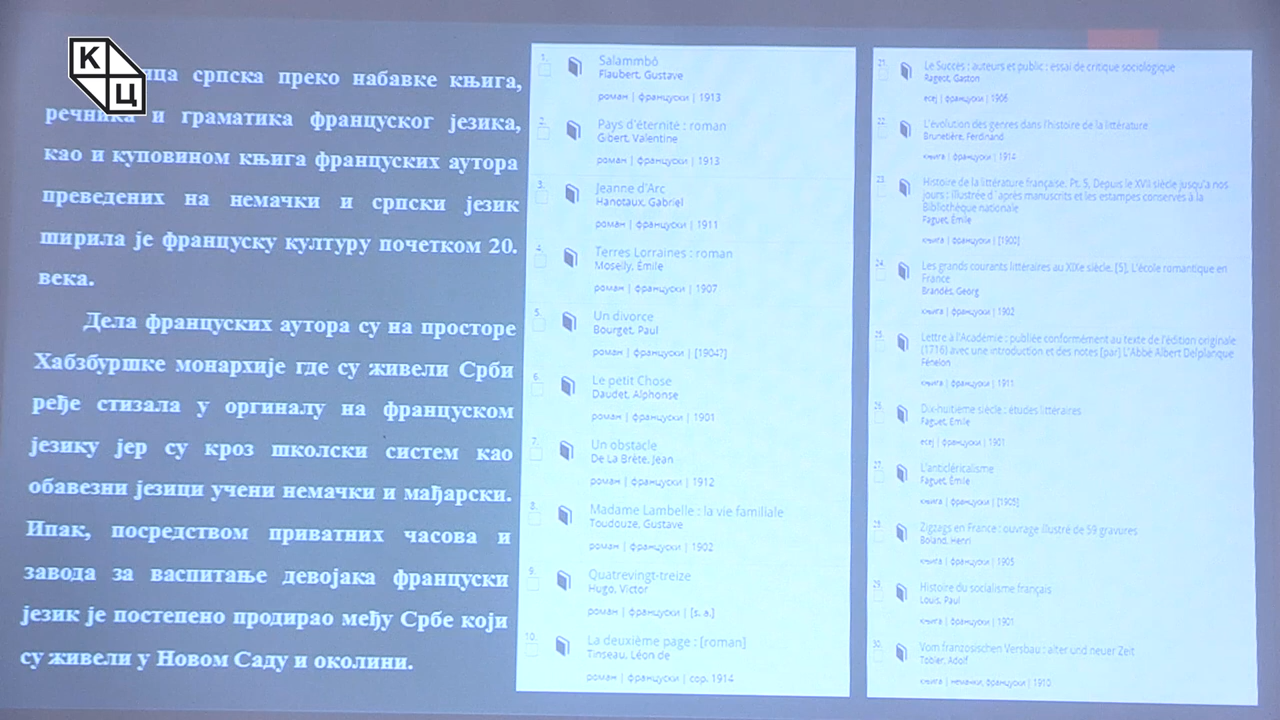 К
Ц
ица српска преко набавке књига,
речника и граматика француског језика,
као и куповином књига француских аутора
преведених на немачки и српски језик
ширила је француску културу почетком 20.
века.
Дела француских аутора су на просторе
Хабзбуршке монархије где су живели Срби
ређе стизала у оргиналу на француском
језику јер су кроз школски систем као
обавезни језици учени немачки и мађарски.
Ипак, посредством приватних часова и
завода за васпитање девојака француски
језик је постепено продирао међу Србе који
су живели у Новом Саду и околини.
1.
Salammbô
Flaubert, Gustave
роман | француски | 1913
2.
Pays d'éternité : roman
Gibert, Valentine
роман | француски | 1913
3.
Jeanne d'Arc
Hanotaux, Gabriel
роман | француски | 1911
4.
Terres Lorraines : roman
Moselly, Émile
роман | француски | 1907
5.
Un divorce
Bourget, Paul
роман | француски | [1904?]
6.
Le petit Chose
Daudet, Alphonse
роман | француски | 1901
7.
Un obstacle
De La Brète, Jean
роман | француски | 1912
8.
Madame Lambelle : la vie familiale
Toudouze, Gustave
роман | француски | 1902
9.
Quatrevingt-treize
Hugo, Victor
роман | француски | [s. a.]
10.
La deuxième page : [roman]
Tinseau, Léon de
роман | француски | cop. 1914
21.
Le Succès : auteurs et public : essai de critique sociologique
Rageot, Gaston
есеј | француски | 1906
22.
L'évolution des genres dans l'histoire de la littérature
Brunetière, Ferdinand
књига | француски | 1914
23.
Histoire de la littérature française. Pt. 5, Depuis le XVII siècle jusqu'a nos
jours : illustrée d`après manuscrits et les estampes conservés à la
Bibliothèque nationale
Faguet, Émile
књига | француски | [1900]
24.
Les grands courants littéraires au XIXe siècle. [5], L'école romantique en
France
Brandès, Georg
књига | француски | 1902
25.
Lettre à l'Académie : publiée conformément au texte de l'édition originale
(1716) avec une introduction et des notes [par] L'Abbé Albert Delplanque
Fénelon
књига | француски | 1911
26.
Dix-huitième siècle : études littéraires
Faguet, Émile
есеј | француски | 1901
27.
L'anticléricalisme
Faguet, Émile
књига | француски | [1905]
28.
Zigzags en France : ouvrage illustré de 59 gravures
Boland, Henri
књига | француски | 1905
29.
Histoire du socialisme français
Louis, Paul
књига | француски | 1901
30.
Vom französischen Versbau : alter und neuer Zeit
Tobler, Adolf
књига | немачки, француски | 1910